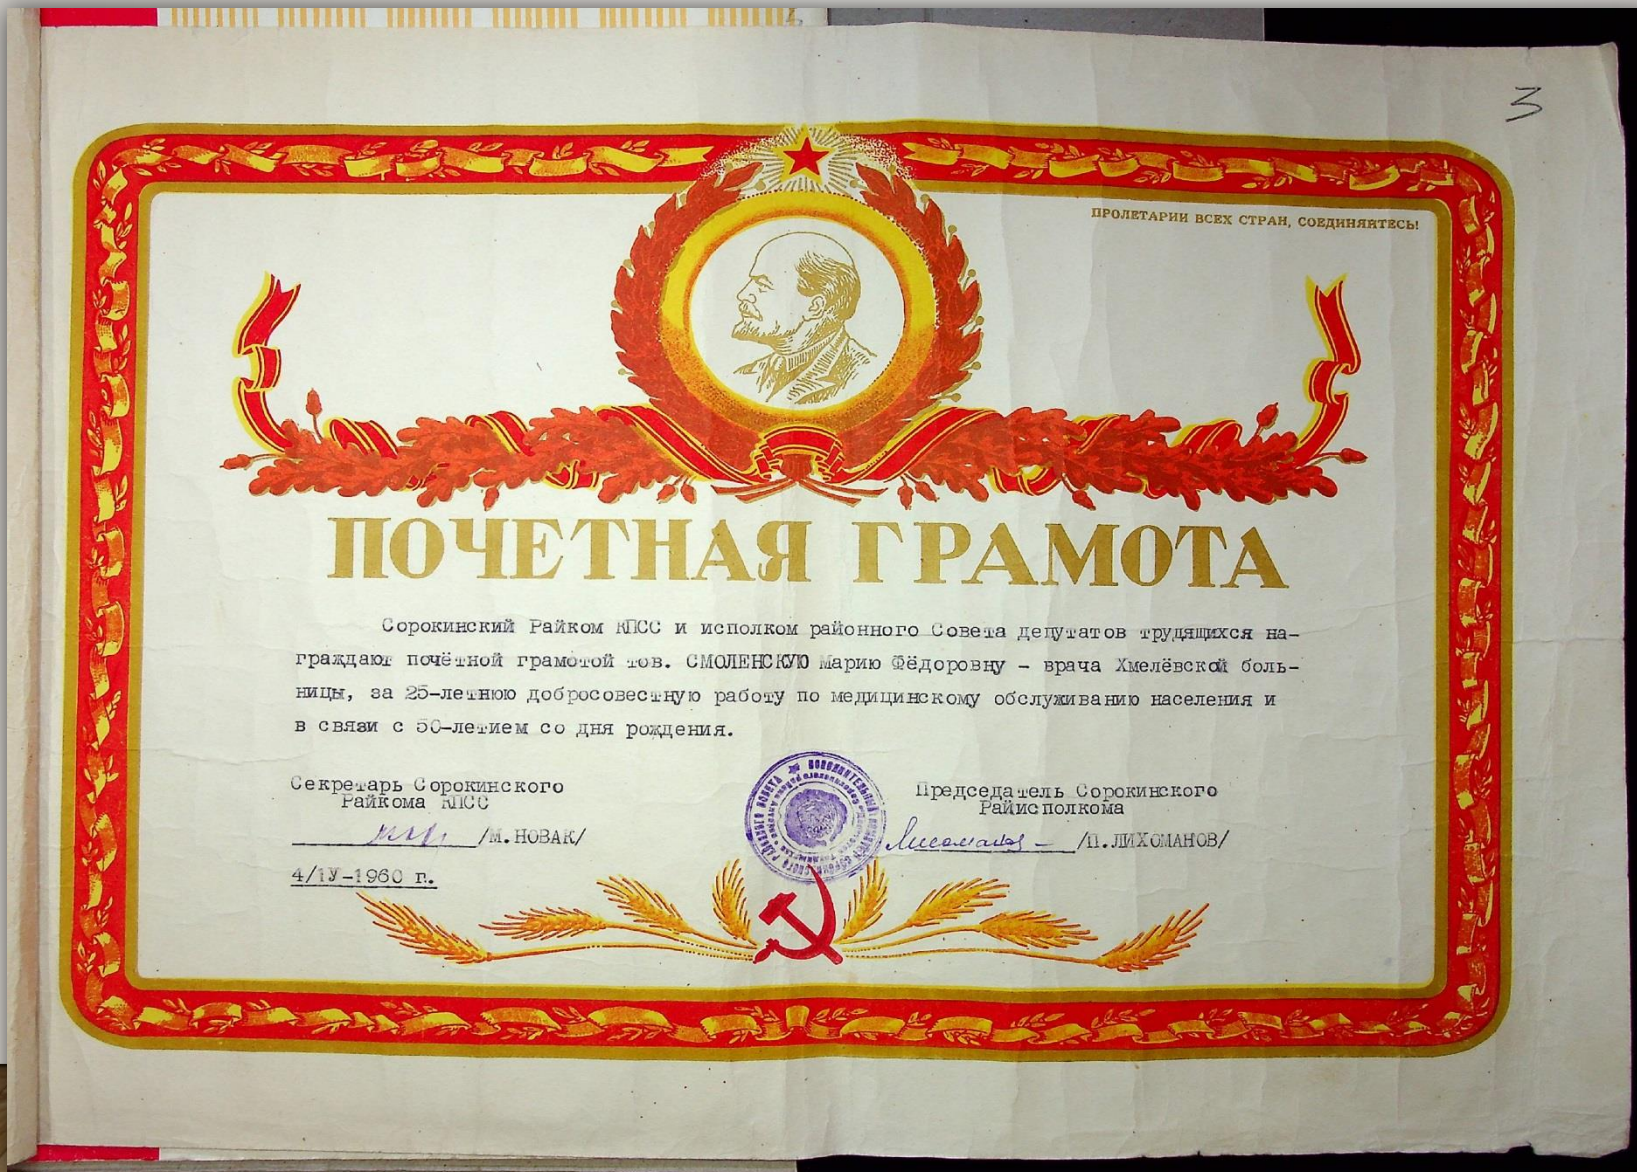 3
ПРОЛЕТАРИИ ВСЕХ СТРАН, СОЕДИНЯЙТЕСЬ!
ПОЧЕТНАЯ ГРАМОТА
Сорокинский Райком КПСС и исполком районного Совета депутатов трудящихся на-
граждают почётной грамотой тов. СМОЛЕНСКУЮ Марию Фёдоровну - врача Хмелёвской боль-
ницы, за 25-летнюю добросовестную работу по медицинскому обслуживанию населения и
в связи с 50-летием со дня рождения.
Секретарь Сорокинского
Райкома КПСС
/М.НОВАК/
4/1У-1960 г.
Председатель Сорокинского
Райисполкома
/П.ЛИХОМАНОВ/